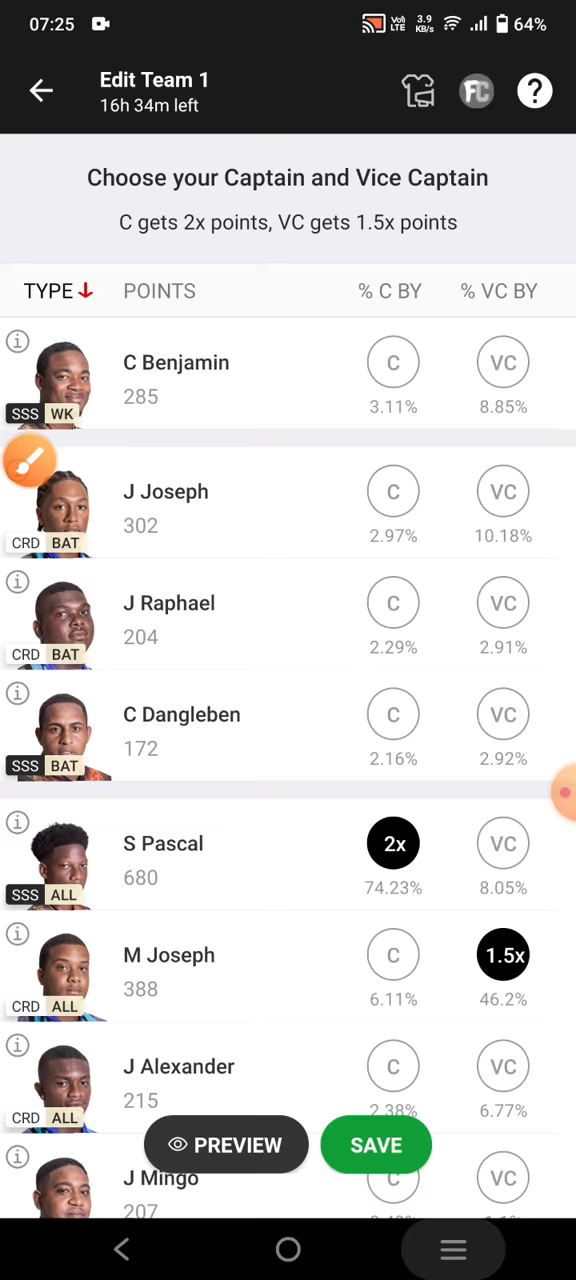 07:25 Vo) LTE 3.9 KB/s 64%
Edit Team 1
16h 34m left
FC ?
Choose your Captain and Vice Captain
C gets 2x points, VC gets 1.5x points
TYPE POINTS % C BY % VC BY
C Benjamin C VC
285 3.11% 8.85%
SSS WK
J Joseph C VC
302 2.97% 10.18%
CRD BAT
J Raphael C VC
204 2.29% 2.91%
CRD BAT
C Dangleben C VC
172 2.16% 2.92%
SSS BAT
S Pascal 2x VC
680 74.23% 8.05%
SSS ALL
M Joseph C 1.5x
388 6.11% 46.2%
CRD ALL
J Alexander C VC
215 2.38% 6.77%
CRD ALL
PREVIEW SAVE
J Mingo C VC
207